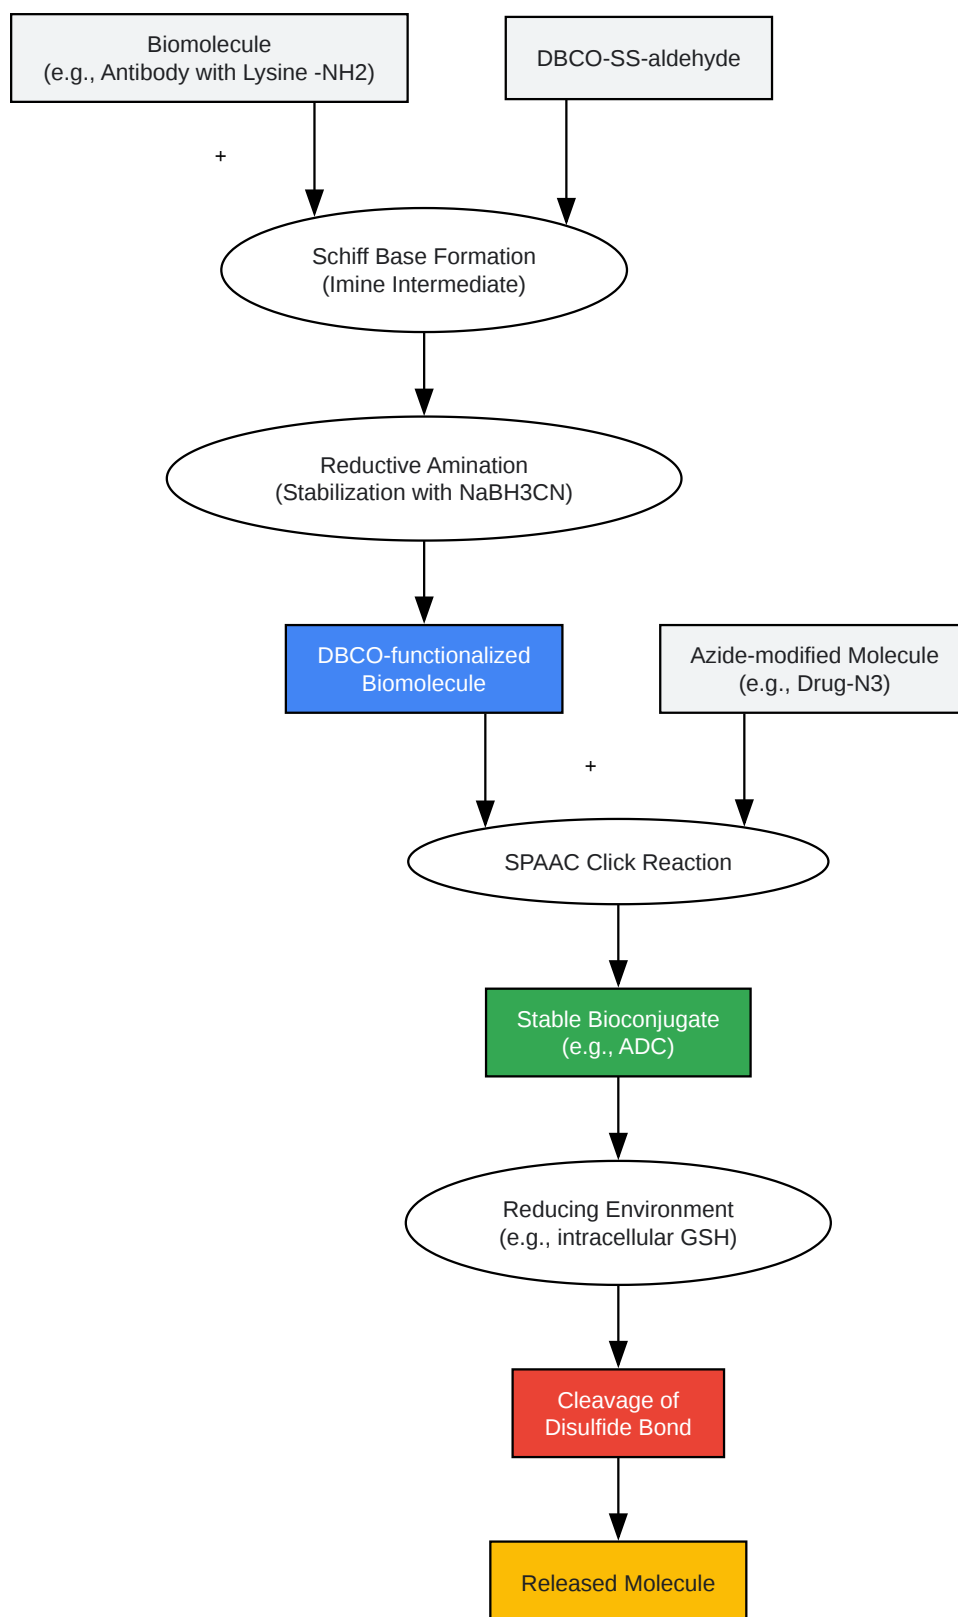 Biomolecule
(e.g., Antibody with Lysine -NH2)
DBCO-SS-aldehyde
+
Schiff Base Formation
(Imine Intermediate)
Reductive Amination
(Stabilization with NaBH3CN)
DBCO-functionalized
Biomolecule
Azide-modified Molecule
(e.g., Drug-N3)
+
SPAAC Click Reaction
Stable Bioconjugate
(e.g., ADC)
Reducing Environment
(e.g., intracellular GSH)
Cleavage of
Disulfide Bond
Released Molecule